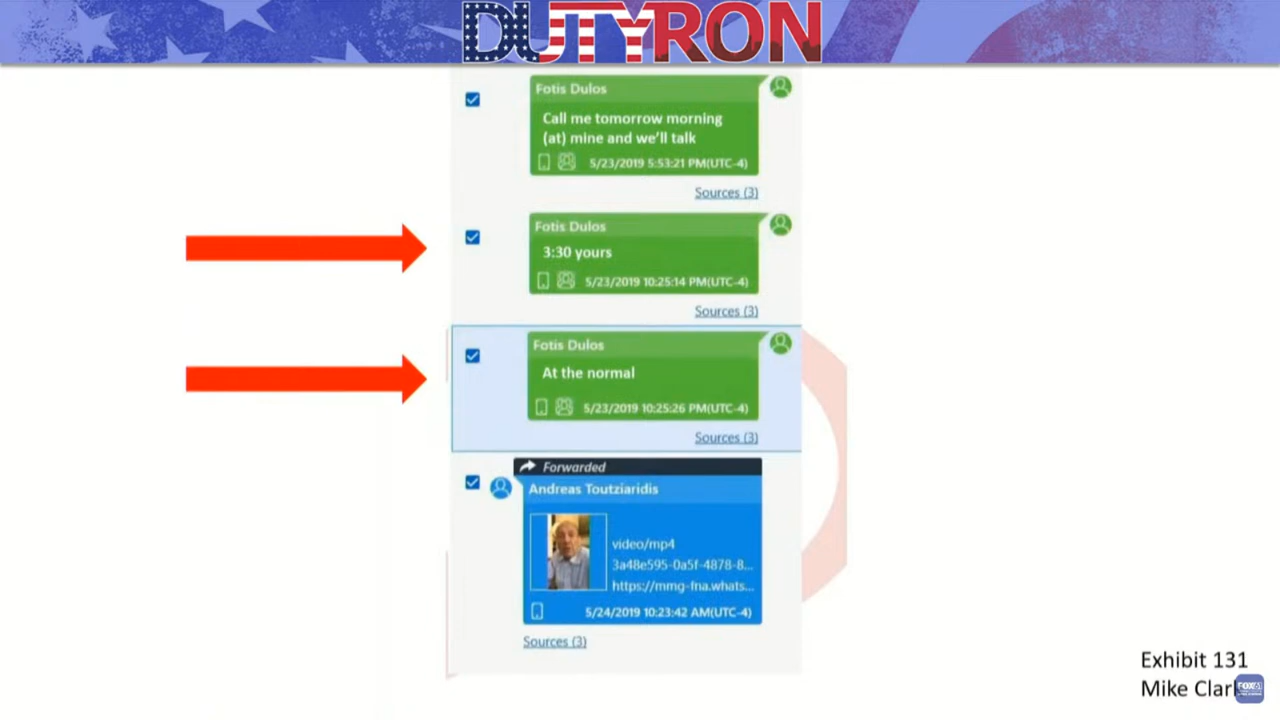 DUTYRON
Fotis Dulos
Call me tomorrow morning
(at) mine and we'll talk
5/23/2019 5:53:21 PM(UTC-4)
Sources (3)
Fotis Dulos
3:30 yours
5/23/2019 10:25:14 PM(UTC-4)
Sources (3)
Fotis Dulos
At the normal
5/23/2019 10:25:26 PM(UTC-4)
Sources (3)
Forwarded
Andreas Toutziaridis
video/mp4
3a48e595-0a5f-4878-8...
https://mmg-fna.whats...
5/24/2019 10:23:42 AM(UTC-4)
Sources (3)
Exhibit 131
Mike Clark
FOX61